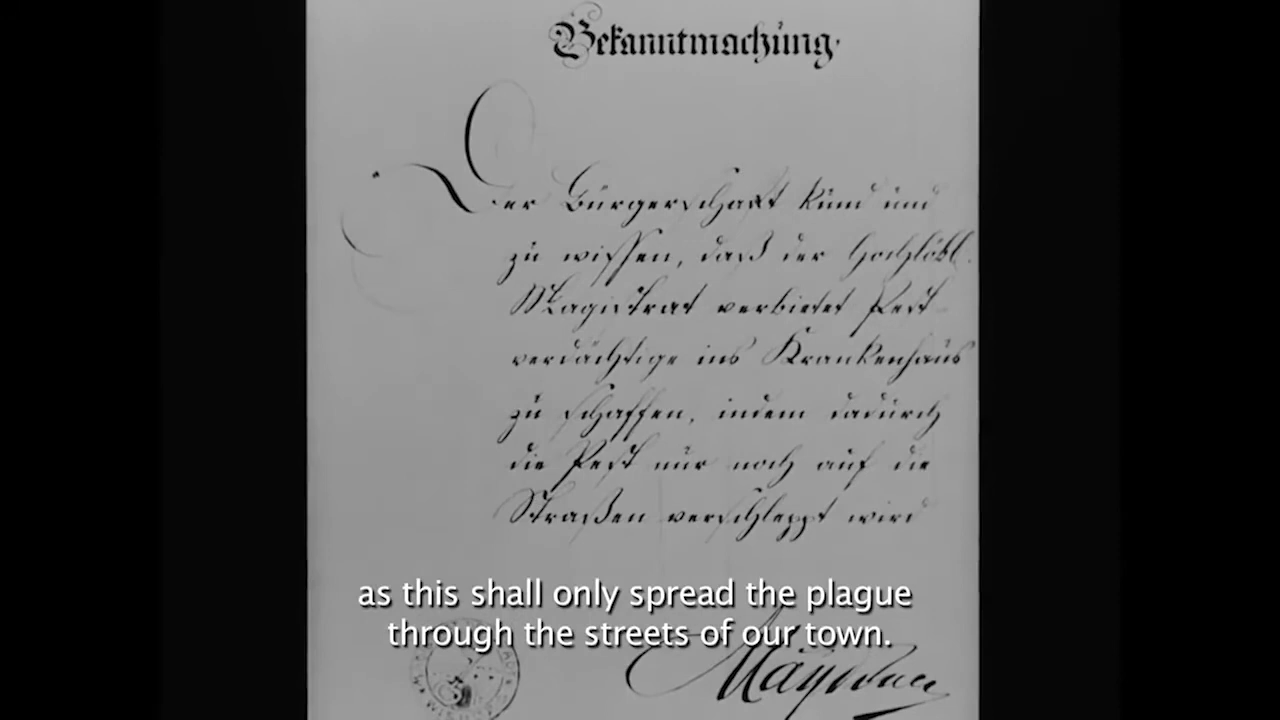 Bekanntmachung.
Der Bürgerschaft kund und
zu wissen, daß der Hochlöbl.
Magistrat verbietet Pest-
verdächtige ins Krankenhaus
zu schaffen, indem dadurch
die Pest nur noch auf die
Straßen verschleppt wird
as this shall only spread the plague
through the streets of our town.